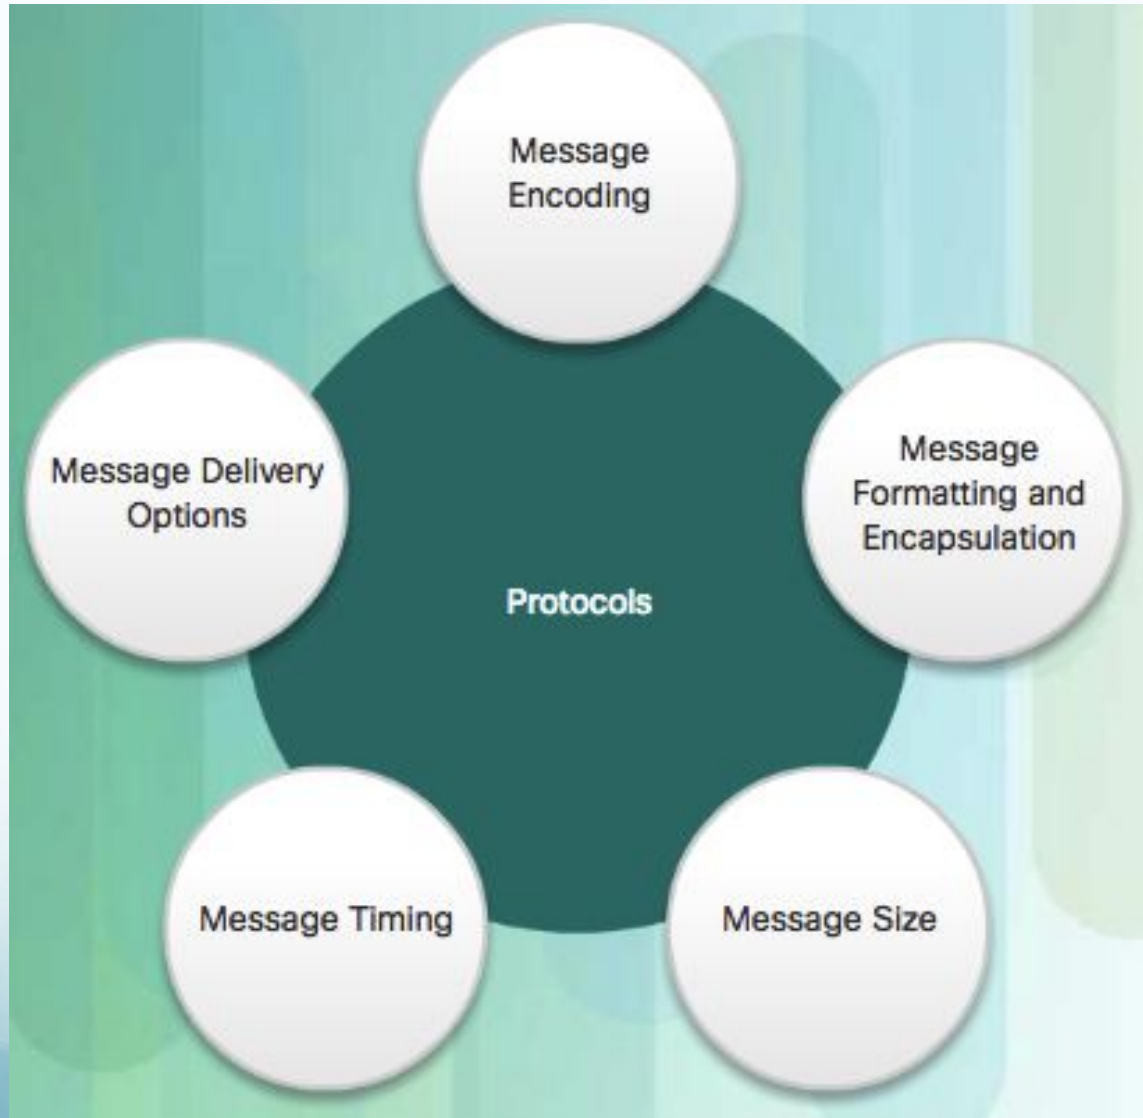 Message
Encoding
Message Delivery
Options
Message
Formatting and
Encapsulation
Protocols
Message Timing
Message Size